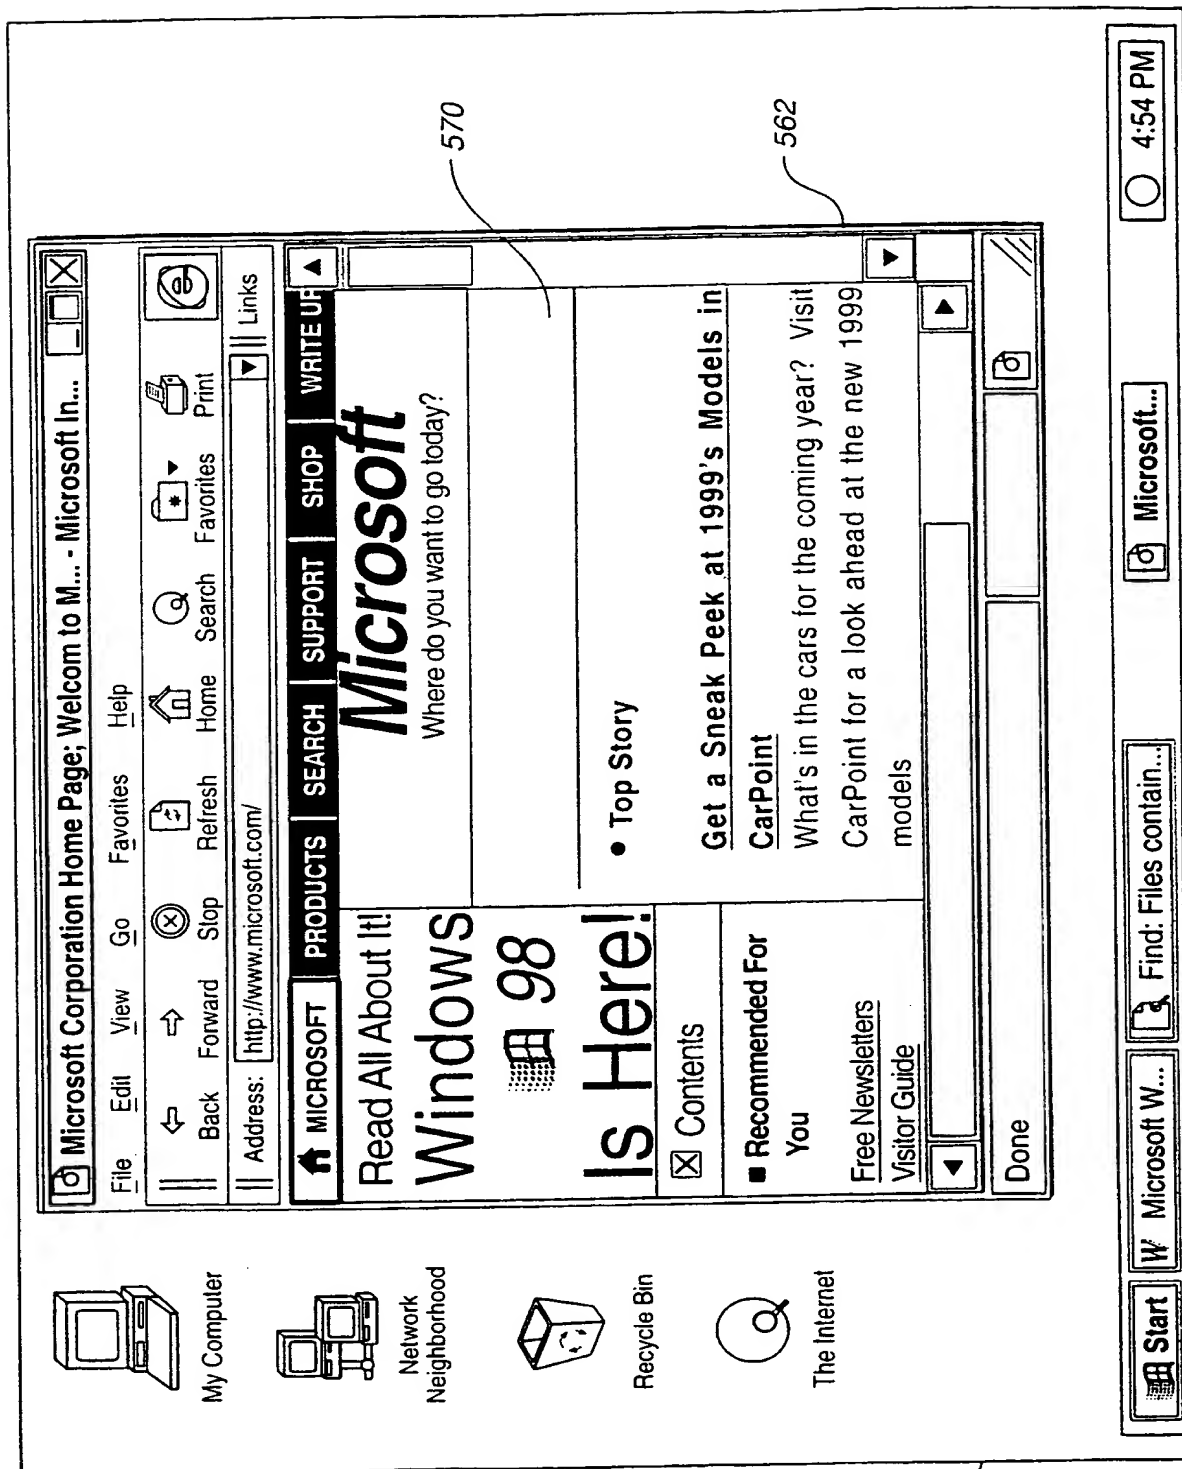 Microsoft Corporation Home Page; Welcom to M... - Microsoft In...
File Edit View Go Favorites Help
Back Forward Stop Refresh Home Search Favorites Print
Address: http://www.microsoft.com/ Links
MICROSOFT PRODUCTS SEARCH SUPPORT SHOP WRITE UP
Read All About It!
Windows
98
Is Here!
Contents
Recommended For
You
Free Newsletters
Visitor Guide
Microsoft
Where do you want to go today?
• Top Story
Get a Sneak Peek at 1999's Models in
CarPoint
What's in the cars for the coming year? Visit
CarPoint for a look ahead at the new 1999
models
Done
570
562
My Computer
Network
Neighborhood
Recycle Bin
The Internet
Start W Microsoft W... Find: Files contain... Microsoft... 4:54 PM